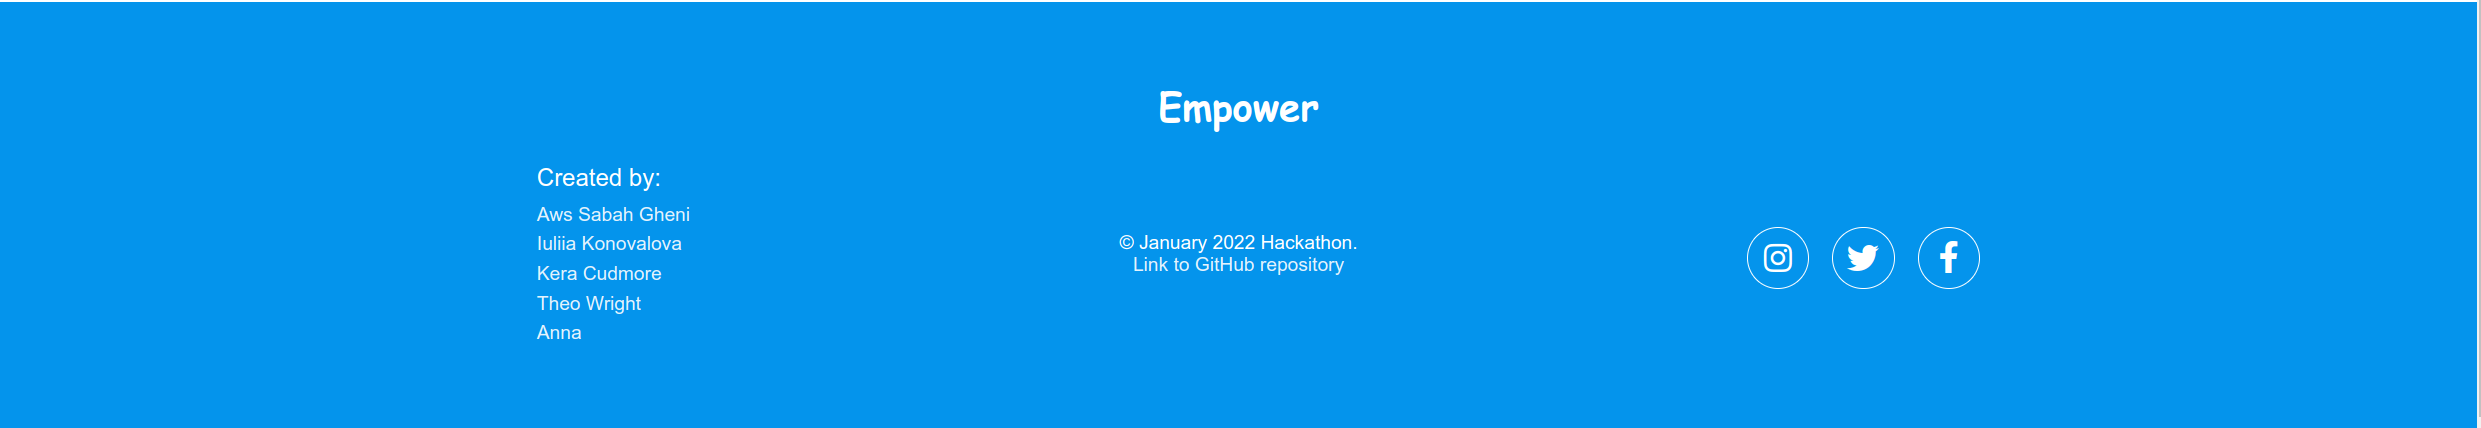 Empower
Created by:
Aws Sabah Gheni
Iuliia Konovalova
Kera Cudmore
Theo Wright
Anna
© January 2022 Hackathon.
Link to GitHub repository